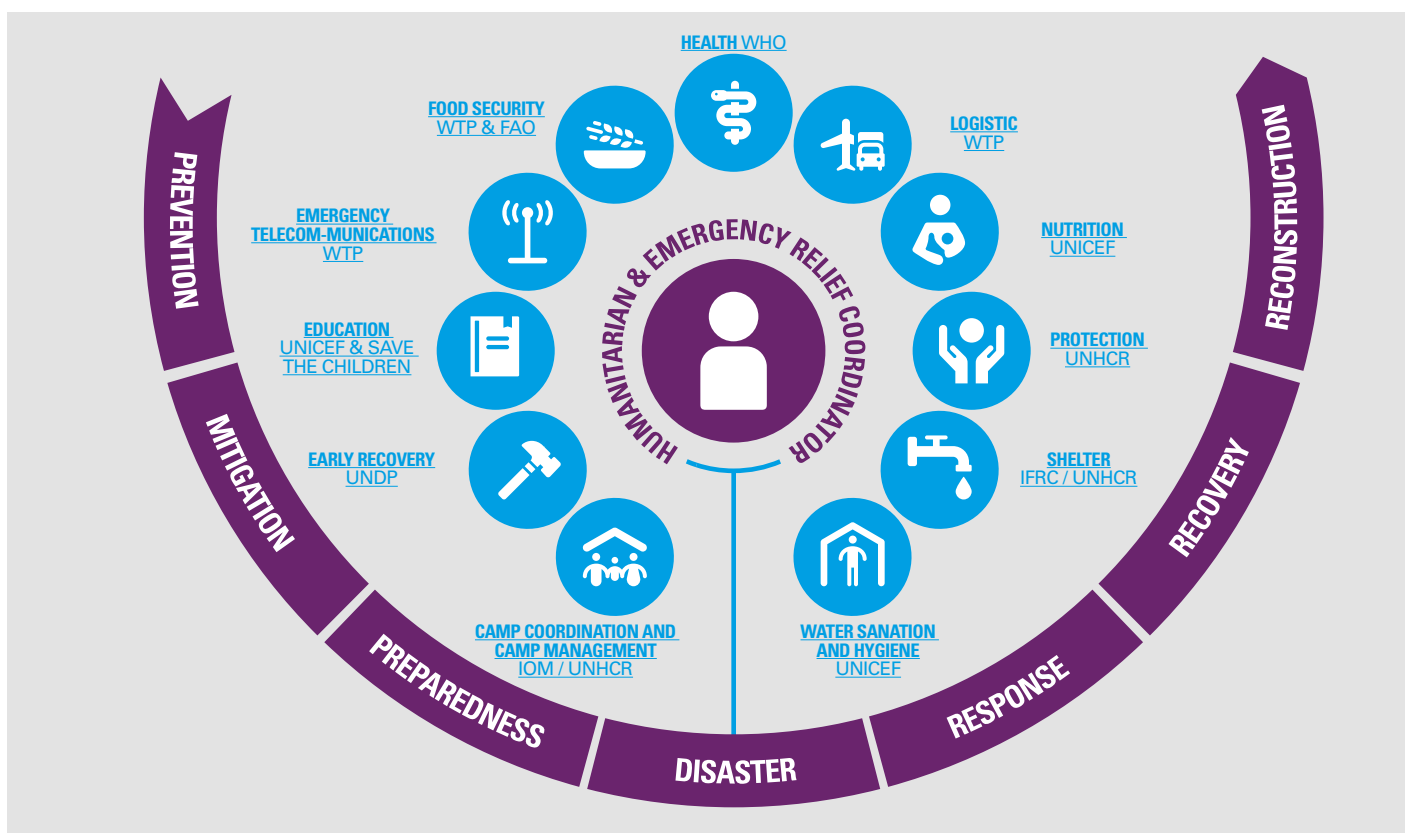 HEALTH WHO
FOOD SECURITY
WTP & FAO
LOGISTIC
WTP
EMERGENCY
TELECOM-MUNICATIONS
WTP
NUTRITION
UNICEF
EDUCATION
UNICEF & SAVE
THE CHILDREN
PROTECTION
UNHCR
EARLY RECOVERY
UNDP
SHELTER
IFRC / UNHCR
CAMP COORDINATION AND
CAMP MANAGEMENT
IOM / UNHCR
WATER SANATION
AND HYGIENE
UNICEF
HUMANITARIAN & EMERGENCY RELIEF COORDINATOR
PREVENTION
MITIGATION
PREPAREDNESS
DISASTER
RESPONSE
RECOVERY
RECONSTRUCTION